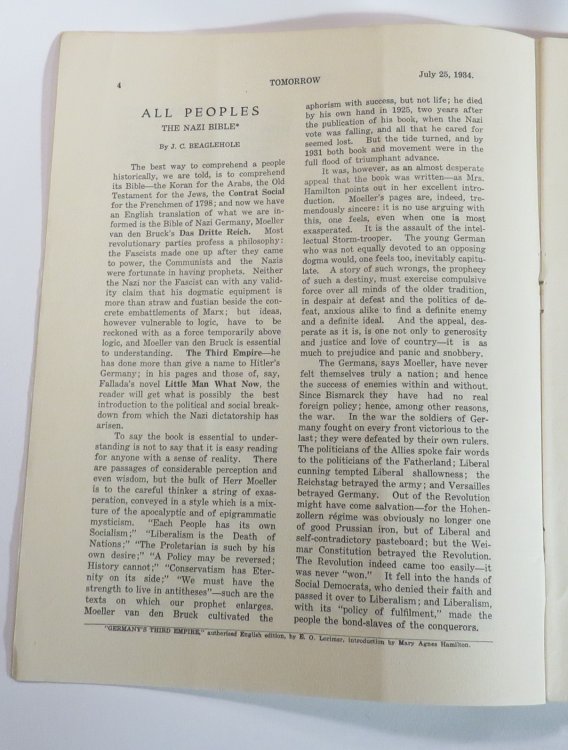 4
TOMORROW
July 25, 1934.
ALL PEOPLES
THE NAZI BIBLE*
By J. C. BEAGLEHOLE
The best way to comprehend a people
historically, we are told, is to comprehend
its Bible—the Koran for the Arabs, the Old
Testament for the Jews, the Contrat Social
for the Frenchmen of 1798; and now we have
an English translation of what we are in-
formed is the Bible of Nazi Germany, Moeller
van den Bruck's Das Dritte Reich. Most
revolutionary parties profess a philosophy:
the Fascists made one up after they came
to power, the Communists and the Nazis
were fortunate in having prophets. Neither
the Nazi nor the Fascist can with any valid-
ity claim that his dogmatic equipment is
more than straw and fustian beside the con-
crete embattlements of Marx; but ideas,
however vulnerable to logic, have to be
reckoned with as a force temporarily above
logic, and Moeller van den Bruck is essential
to understanding. The Third Empire—he
has done more than give a name to Hitler's
Germany; in his pages and those of, say,
Fallada's novel Little Man What Now, the
reader will get what is possibly the best
introduction to the political and social break-
down from which the Nazi dictatorship has
arisen.
To say the book is essential to under-
standing is not to say that it is easy reading
for anyone with a sense of reality. There
are passages of considerable perception and
even wisdom, but the bulk of Herr Moeller
is to the careful thinker a string of exas-
peration, conveyed in a style which is a mix-
ture of the apocalyptic and of epigrammatic
mysticism. "Each People has its own
Socialism;" "Liberalism is the Death of
Nations;" "The Proletarian is such by his
own desire;" "A Policy may be reversed;
History cannot;" "Conservatism has Eter-
nity on its side;" "We must have the
strength to live in antitheses"—such are the
texts on which our prophet enlarges.
Moeller van den Bruck cultivated the
aphorism with success, but not life; he died
by his own hand in 1925, two years after
the publication of his book, when the Nazi
vote was falling, and all that he cared for
seemed lost. But the tide turned, and by
1931 both book and movement were in the
full flood of triumphant advance.
It was, however, as an almost desperate
appeal that the book was written—as Mrs.
Hamilton points out in her excellent intro-
duction. Moeller's pages are, indeed, tre-
mendously sincere: it is no use arguing with
this, one feels, even when one is most
exasperated. It is the assault of the intel-
lectual Storm-trooper. The young German
who was not equally devoted to an opposing
dogma would, one feels too, inevitably capitu-
late. A story of such wrongs, the prophecy
of such a destiny, must exercise compulsive
force over all minds of the older tradition,
in despair at defeat and the politics of de-
feat, anxious alike to find a definite enemy
and a definite ideal. And the appeal, des-
perate as it is, is one not only to generosity
and justice and love of country—it is as
much to prejudice and panic and snobbery.
The Germans, says Moeller, have never
felt themselves truly a nation; and hence
the success of enemies within and without.
Since Bismarck they have had no real
foreign policy; hence, among other reasons,
the war. In the war the soldiers of Ger-
many fought on every front victorious to the
last; they were defeated by their own rulers.
The politicians of the Allies spoke fair words
to the politicians of the Fatherland; Liberal
cunning tempted Liberal shallowness; the
Reichstag betrayed the army; and Versailles
betrayed Germany. Out of the Revolution
might have come salvation—for the Hohen-
zollern régime was obviously no longer one
of good Prussian iron, but of Liberal and
self-contradictory pasteboard; but the Wei-
mar Constitution betrayed the Revolution.
The Revolution indeed came too easily—it
was never "won." It fell into the hands of
Social Democrats, who denied their faith and
passed it over to Liberalism; and Liberalism,
with its "policy of fulfilment," made the
people the bond-slaves of the conquerors.
*"GERMANY'S THIRD EMPIRE," authorised English edition, by E. O. Lorimer, introduction by Mary Agnes Hamilton.